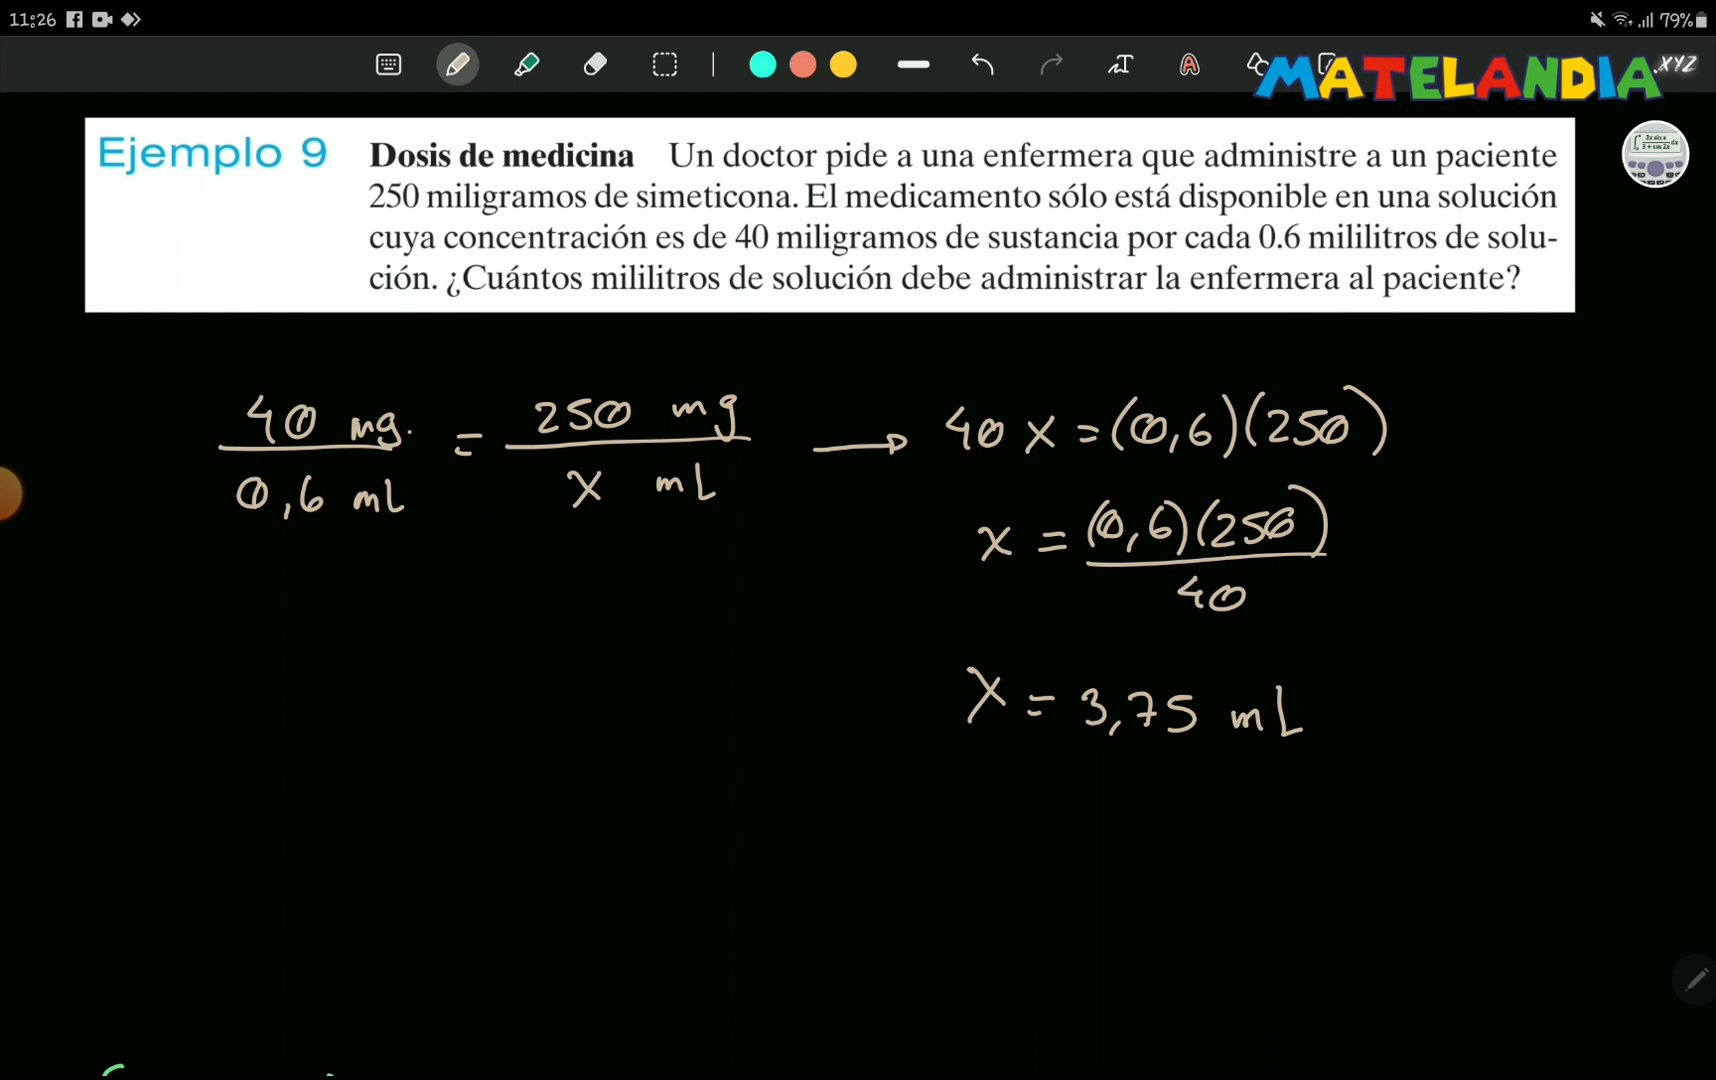 11:26
79%
MATELANDIA.XYZ
Ejemplo 9 Dosis de medicina Un doctor pide a una enfermera que administre a un paciente
250 miligramos de simeticona. El medicamento sólo está disponible en una solución
cuya concentración es de 40 miligramos de sustancia por cada 0.6 mililitros de solu-
ción. ¿Cuántos mililitros de solución debe administrar la enfermera al paciente?
40 mg. / 0,6 mL = 250 mg / x mL → 40 x = (0,6)(250)
x = (0,6)(250) / 40
x = 3,75 mL